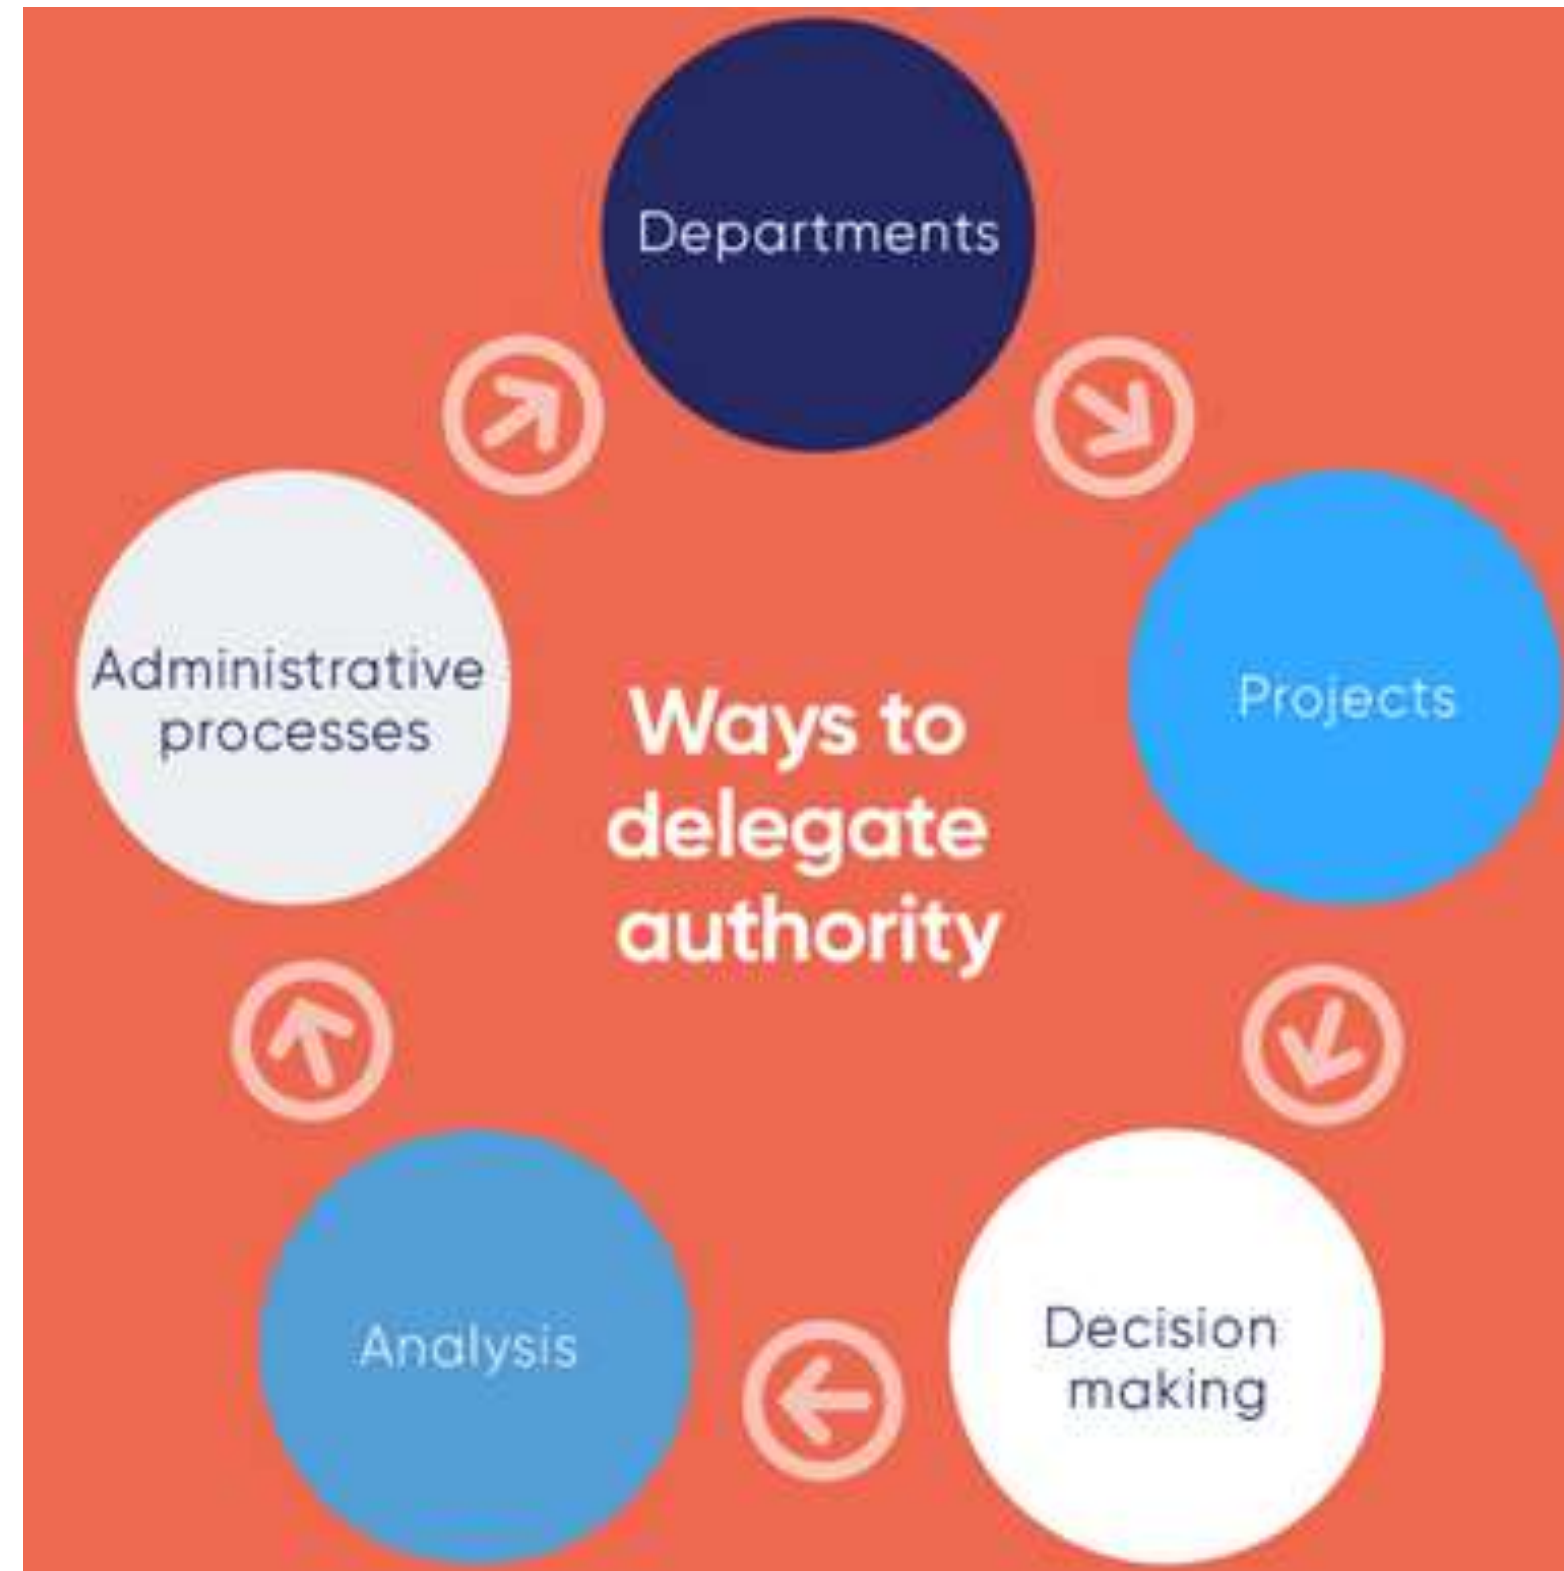 Departments
Projects
Decision
making
Analysis
Administrative
processes
Ways to
delegate
authority